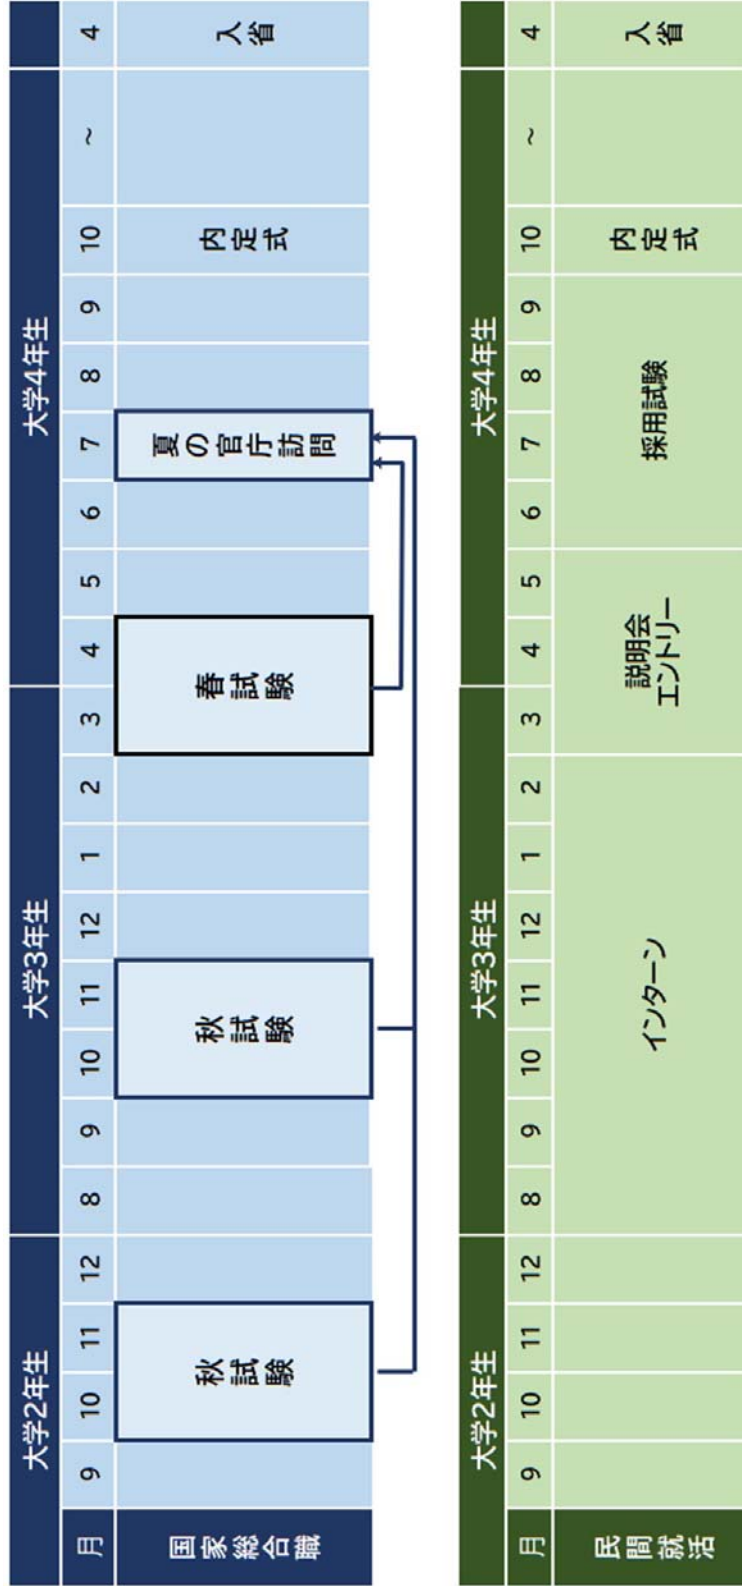 大学2年生 大学3年生 大学4年生
月 9 10 11 12 8 9 10 11 12 1 2 3 4 5 6 7 8 9 10 ~ 4
国家総合職 秋試験 秋試験 春試験 夏の官庁訪問 内定式 入省
大学2年生 大学3年生 大学4年生
月 9 10 11 12 8 9 10 11 12 1 2 3 4 5 6 7 8 9 10 ~ 4
民間就活 インターン 説明会 採用試験 内定式 入省
エントリー